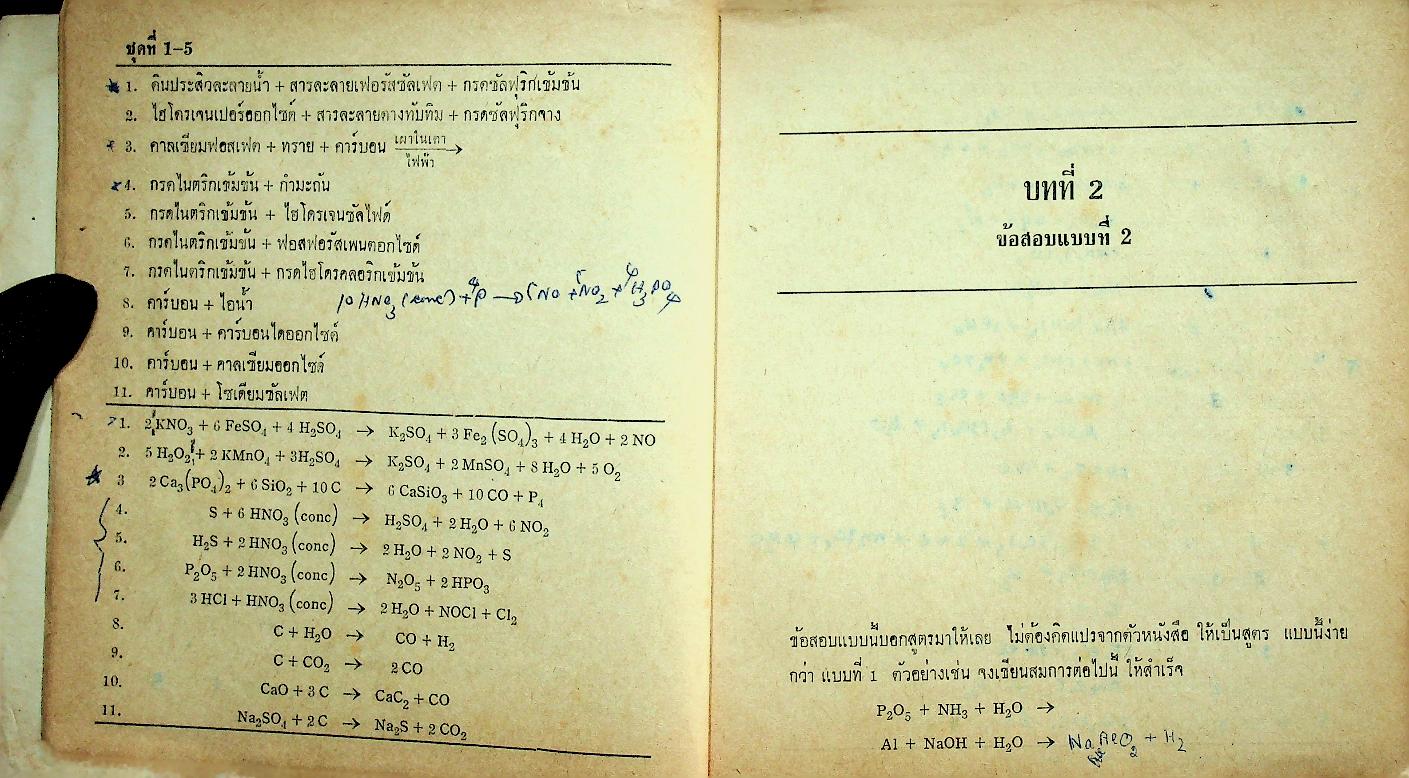 ชุดที่ 1-5
1. ดินประสิวละลายน้ำ + สารละลายเฟอรัสซัลเฟต + กรดซัลฟุริกเข้มข้น
2. ไฮโดรเจนเปอร์ออกไซด์ + สารละลายด่างทับทิม + กรดซัลฟุริกจาง
3. คาลเซียมฟอสเฟต + ทราย + คาร์บอน เผาในเตา ไฟฟ้า →
4. กรดไนตริกเข้มข้น + กำมะถัน
5. กรดไนตริกเข้มข้น + ไฮโดรเจนซัลไฟด์
6. กรดไนตริกเข้มข้น + ฟอสฟอรัสเพนตอกไซด์
7. กรดไนตริกเข้มข้น + กรดไฮโดรคลอริกเข้มข้น
8. คาร์บอน + ไอน้ำ
9. คาร์บอน + คาร์บอนไดออกไซด์
10. คาร์บอน + คาลเซียมออกไซด์
11. คาร์บอน + โซเดียมซัลเฟต
1. 2 KNO₃ + 6 FeSO₄ + 4 H₂SO₄ → K₂SO₄ + 3 Fe₂(SO₄)₃ + 4 H₂O + 2 NO
2. 5 H₂O₂ + 2 KMnO₄ + 3H₂SO₄ → K₂SO₄ + 2 MnSO₄ + 8 H₂O + 5 O₂
3 2 Ca₃(PO₄)₂ + 6 SiO₂ + 10 C → 6 CaSiO₃ + 10 CO + P₄
4. S + 6 HNO₃ (conc) → H₂SO₄ + 2 H₂O + 6 NO₂
5. H₂S + 2 HNO₃ (conc) → 2 H₂O + 2 NO₂ + S
6. P₂O₅ + 2 HNO₃ (conc) → N₂O₅ + 2 HPO₃
7. 3 HCl + HNO₃ (conc) → 2 H₂O + NOCl + Cl₂
8. C + H₂O → CO + H₂
9. C + CO₂ → 2 CO
10. CaO + 3 C → CaC₂ + CO
11. Na₂SO₄ + 2 C → Na₂S + 2 CO₂
บทที่ 2
ข้อสอบแบบที่ 2
ข้อสอบแบบนี้บอกสูตรมาให้เลย ไม่ต้องคิดแปรจากตัวหนังสือ ให้เป็นสูตร แบบนี้ง่าย
กว่า แบบที่ 1 ตัวอย่างเช่น จงเขียนสมการต่อไปนี้ ให้สำเร็จ
P₂O₅ + NH₃ + H₂O →
Al + NaOH + H₂O → + H₂